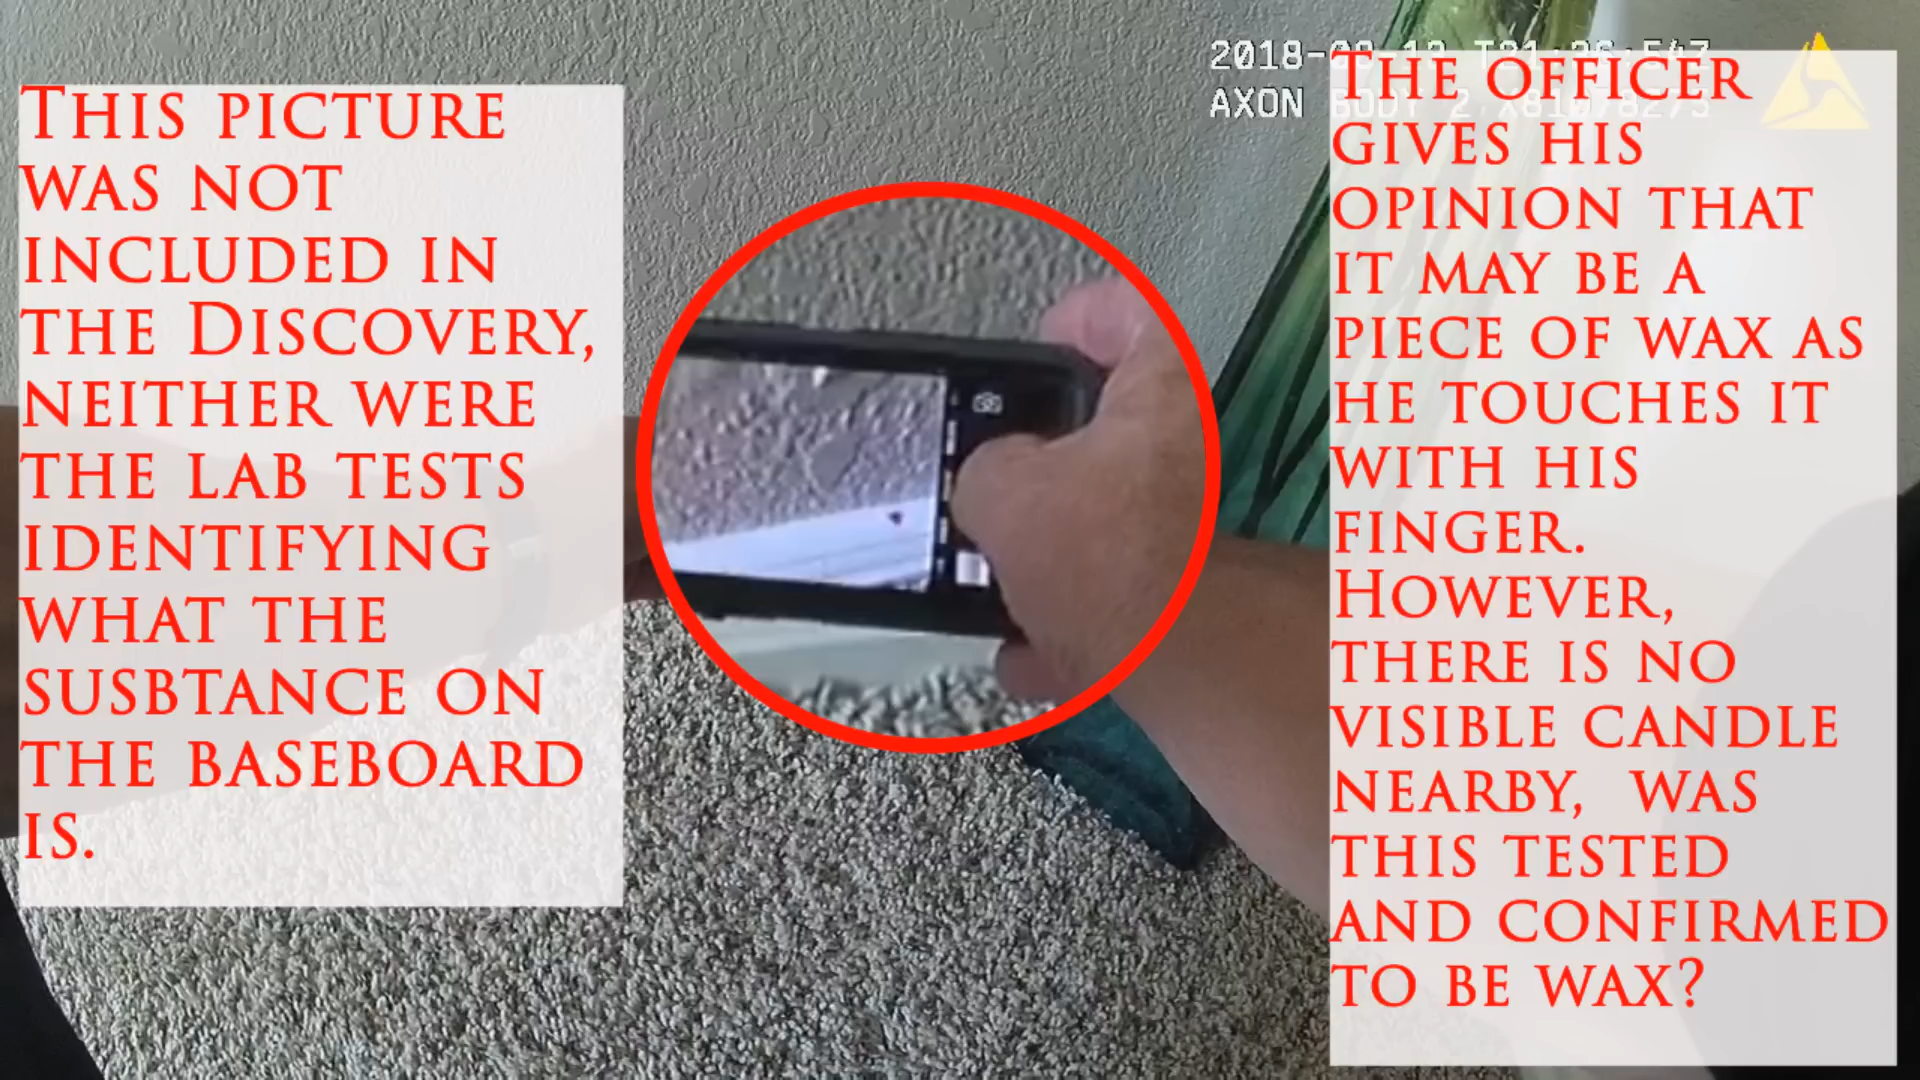 AXON BODY 2
This picture
was not
included in
the Discovery,
neither were
the lab tests
identifying
what the
susbtance on
the baseboard
is.
The officer
gives his
opinion that
it may be a
piece of wax as
he touches it
with his
finger.
However,
there is no
visible candle
nearby, was
this tested
and confirmed
to be wax?